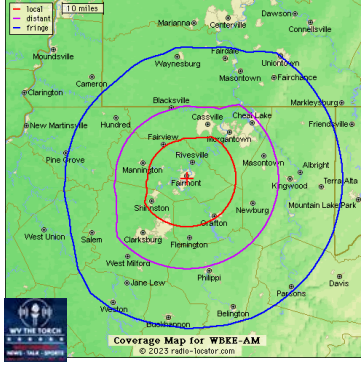 local
distant
fringe
10 miles
Dawson
Marianna
Centerville
Connellsville
Moundsville
Fairdale
Waynesburg
Uniontown
Masontown
Fairchance
Cameron
Clarington
Blacksville
Markleysburg
Hundred
Cassville
Cheat Lake
New Martinsville
Friendsville
Morgantown
Fairview
Pine Grove
Rivesville
Masontown
Mannington
Albright
Fairmont
Kingwood
Terra Alta
Shinnston
Newburg
Mountain Lake Park
Grafton
West Union
Salem
Clarksburg
Flemington
West Milford
Philippi
Jane Lew
Davis
Parsons
Weston
Buckhannon
Belington
WV THE TORCH
NEWS - TALK - SPORTS
Coverage Map for WBEE-AM
© 2023 radio-locator.com